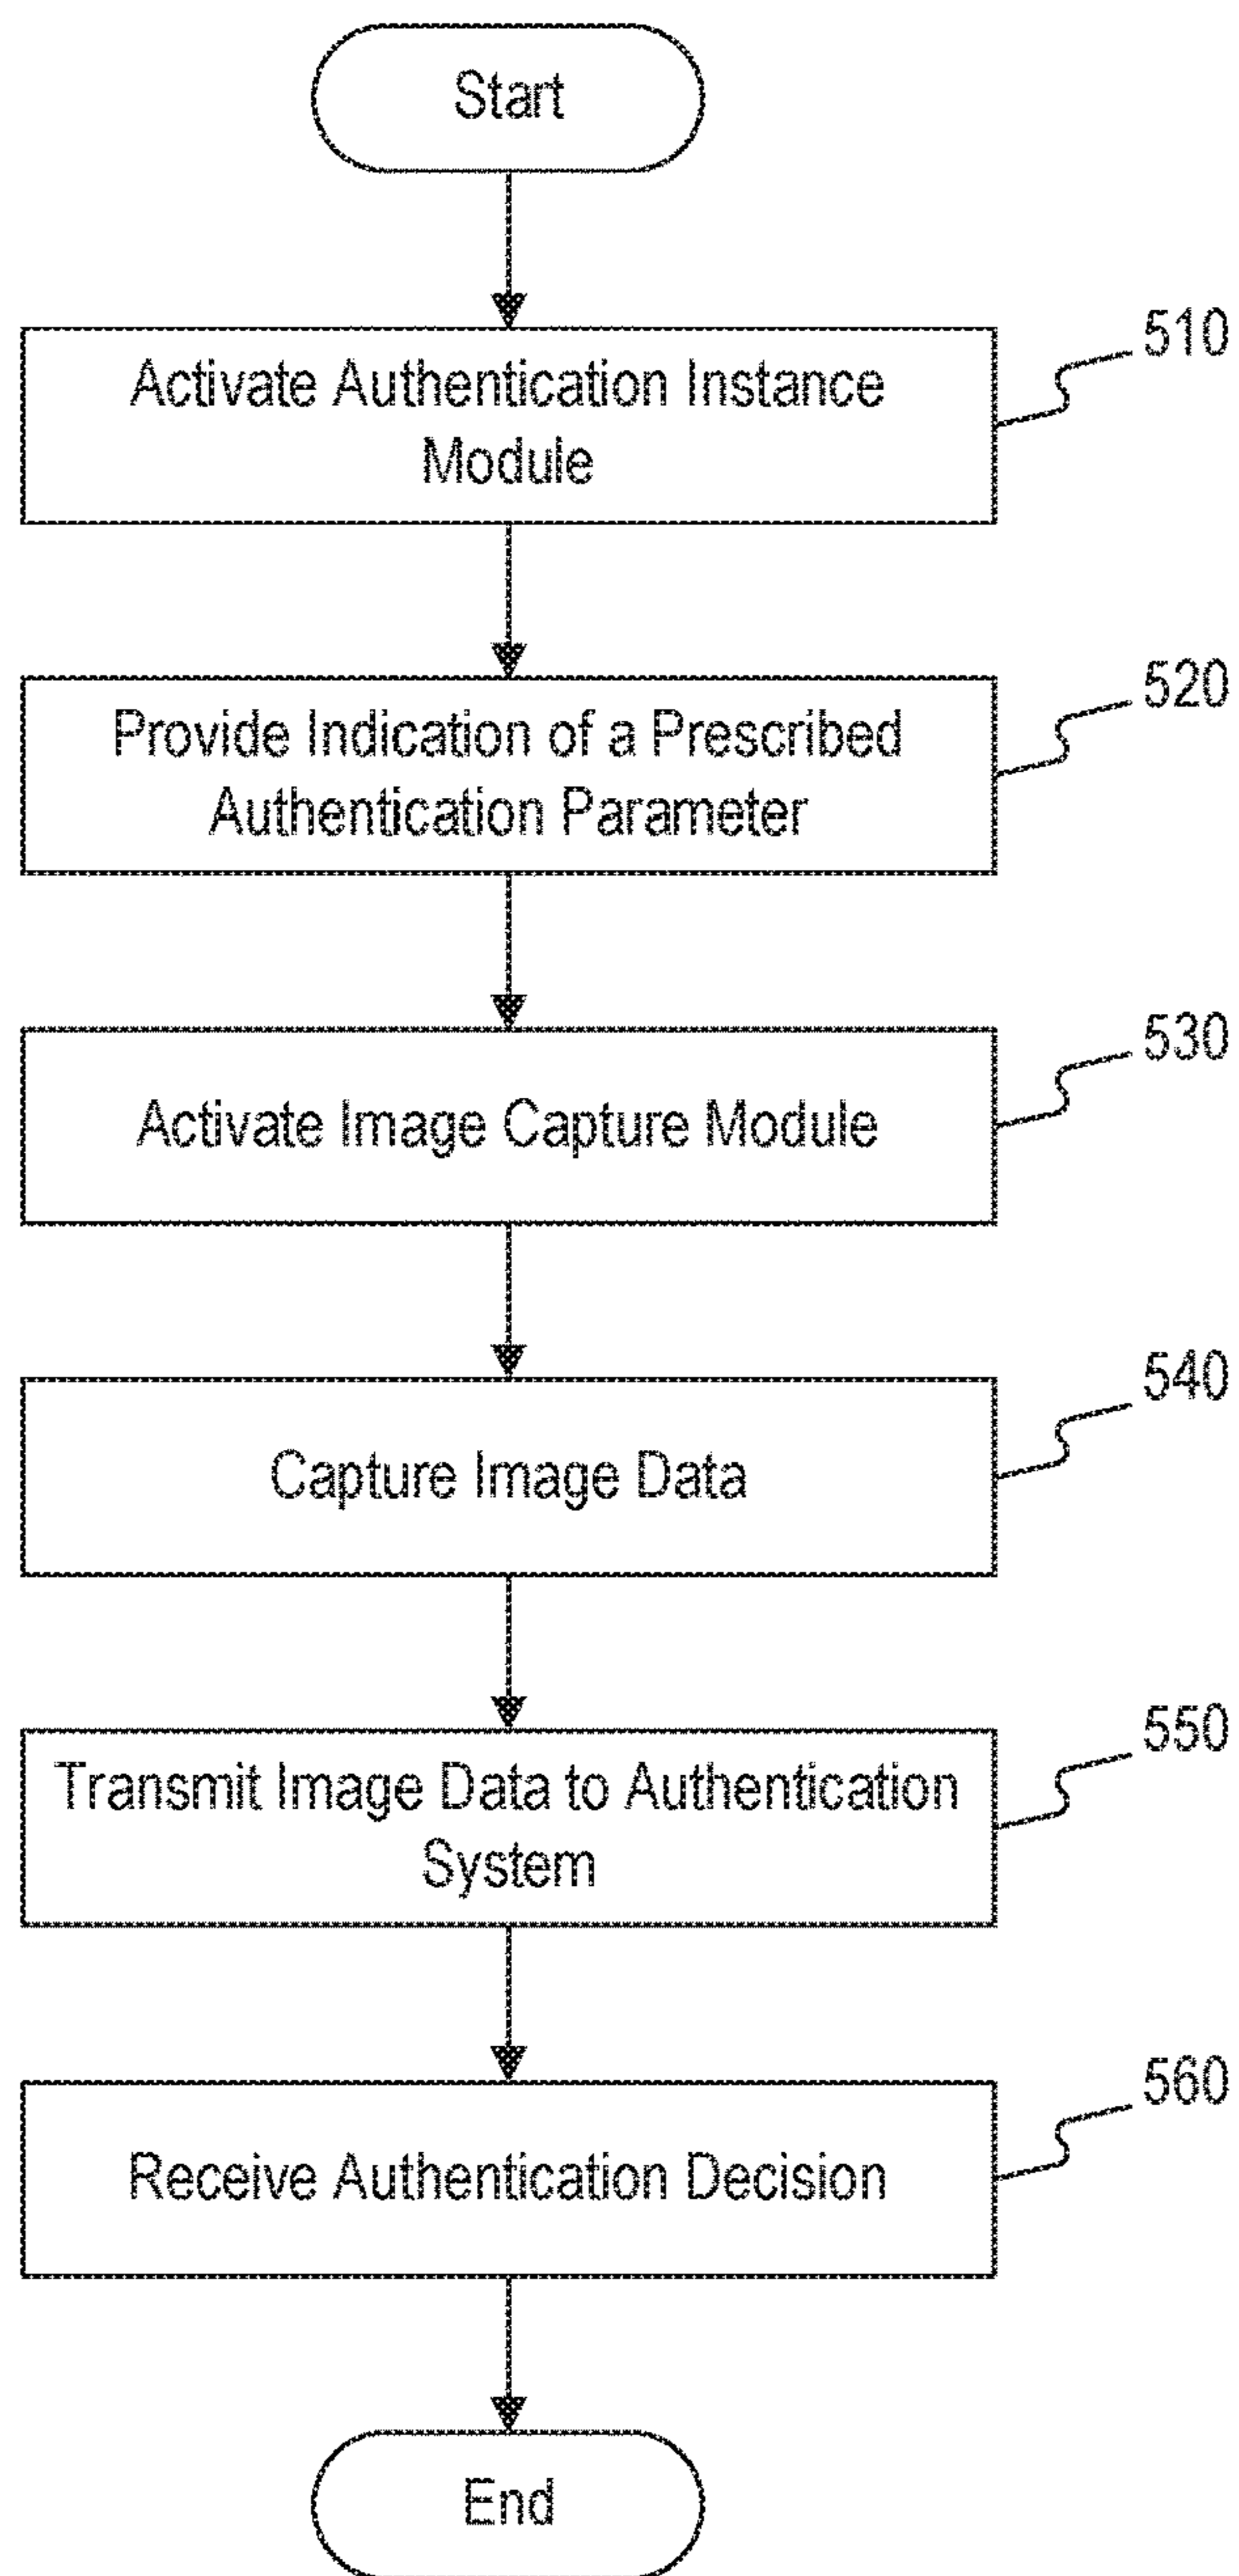 Start
510
Activate Authentication Instance
Module
520
Provide Indication of a Prescribed
Authentication Parameter
530
Activate Image Capture Module
540
Capture Image Data
550
Transmit Image Data to Authentication
System
560
Receive Authentication Decision
End